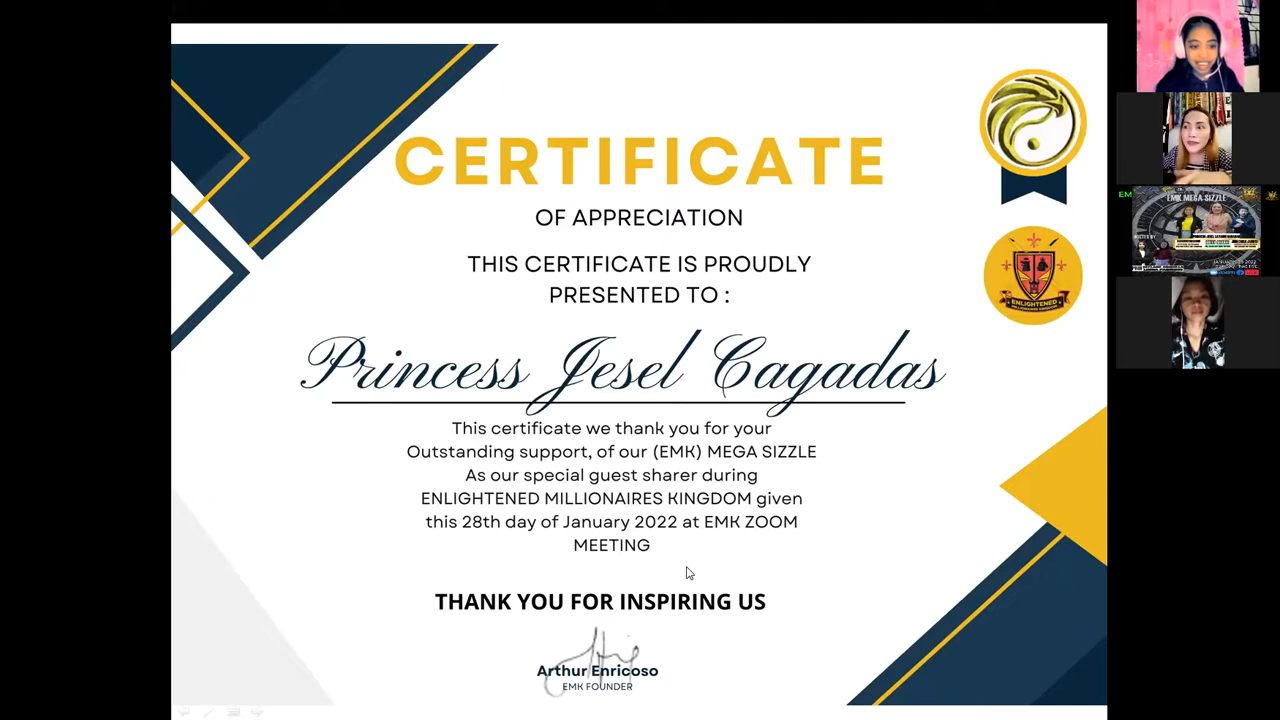 CERTIFICATE
OF APPRECIATION
THIS CERTIFICATE IS PROUDLY
PRESENTED TO :
Princess Jesel Cagadas
This certificate we thank you for your
Outstanding support, of our (EMK) MEGA SIZZLE
As our special guest sharer during
ENLIGHTENED MILLIONAIRES KINGDOM given
this 28th day of January 2022 at EMK ZOOM
MEETING
THANK YOU FOR INSPIRING US
Arthur Enricoso
EMK FOUNDER
ENLIGHTENED
MILLIONAIRES KINGDOM
EM
EMK MEGA SIZZLE